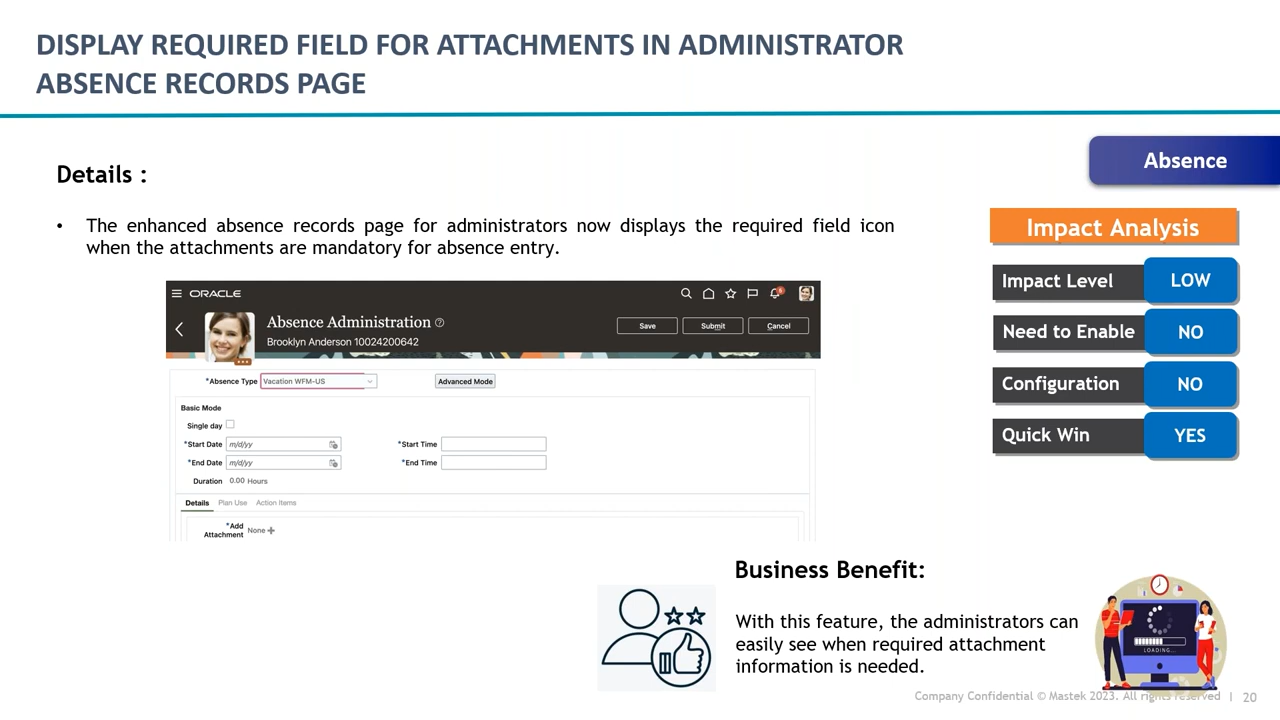 DISPLAY REQUIRED FIELD FOR ATTACHMENTS IN ADMINISTRATOR
ABSENCE RECORDS PAGE
Absence
Details :
• The enhanced absence records page for administrators now displays the required field icon
when the attachments are mandatory for absence entry.
Impact Analysis
Impact Level LOW
Need to Enable NO
Configuration NO
Quick Win YES
ORACLE
Absence Administration
Brooklyn Anderson 10024200642
Save Submit Cancel
*Absence Type Vacation WFM-US Advanced Mode
Basic Mode
Single day
*Start Date m/d/yy *Start Time
*End Date m/d/yy *End Time
Duration 0.00 Hours
Details Plan Use Action Items
*Add
Attachment None
Business Benefit:
With this feature, the administrators can
easily see when required attachment
information is needed.
LOADING...
Company Confidential © Mastek 2023. All rights reserved | 20